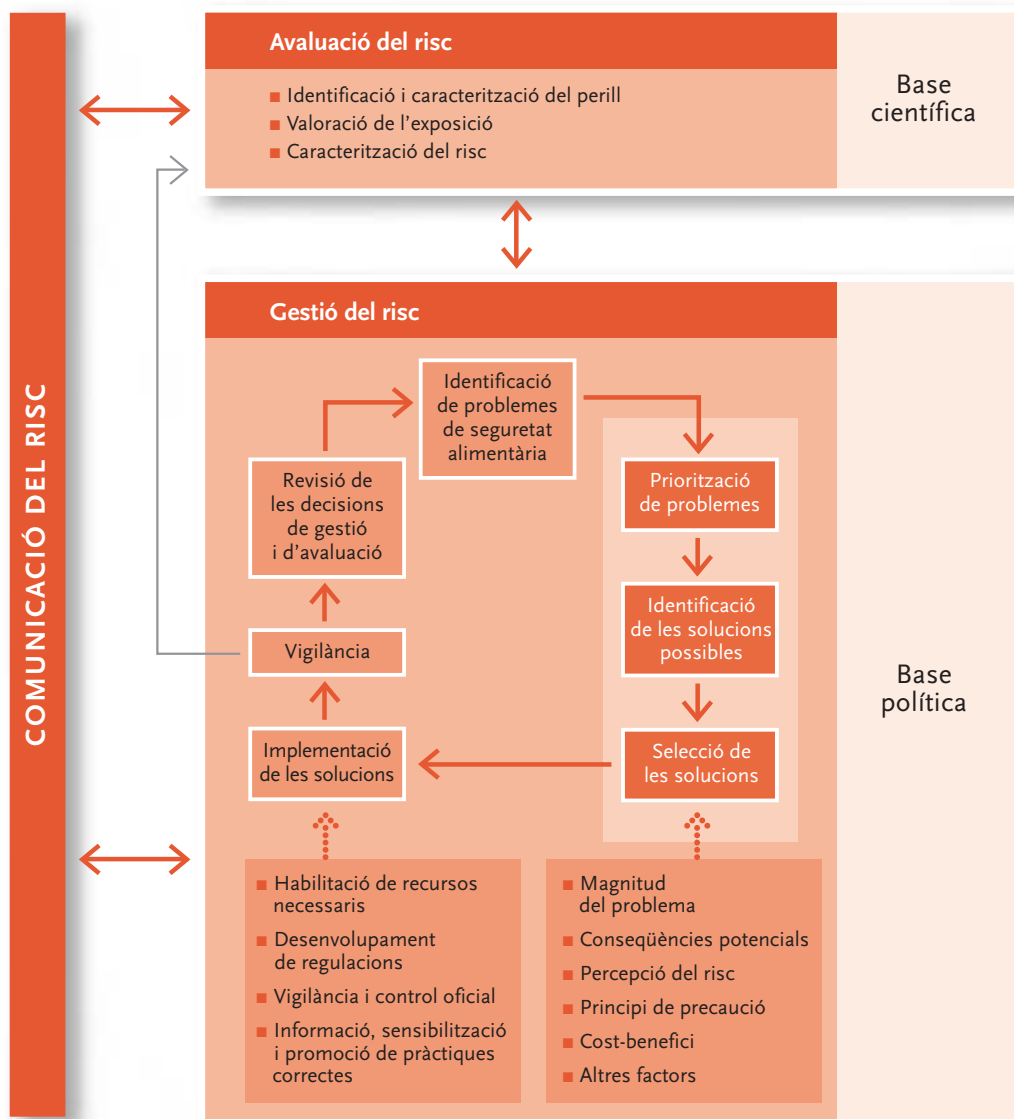 COMUNICACIÓ DEL RISC
Avaluació del risc
■ Identificació i caracterització del perill
■ Valoració de l’exposició
■ Caracterització del risc
Base
científica
Gestió del risc
Identificació
de problemes
de seguretat
alimentària
Priorització
de problemes
Identificació
de les solucions
possibles
Selecció de
les solucions
Implementació
de les solucions
Vigilància
Revisió de
les decisions
de gestió
i d’avaluació
■ Habilitació de recursos
necessaris
■ Desenvolupament
de regulacions
■ Vigilància i control oficial
■ Informació, sensibilització
i promoció de pràctiques
correctes
■ Magnitud
del problema
■ Conseqüències potencials
■ Percepció del risc
■ Principi de precaució
■ Cost-benefici
■ Altres factors
Base
política